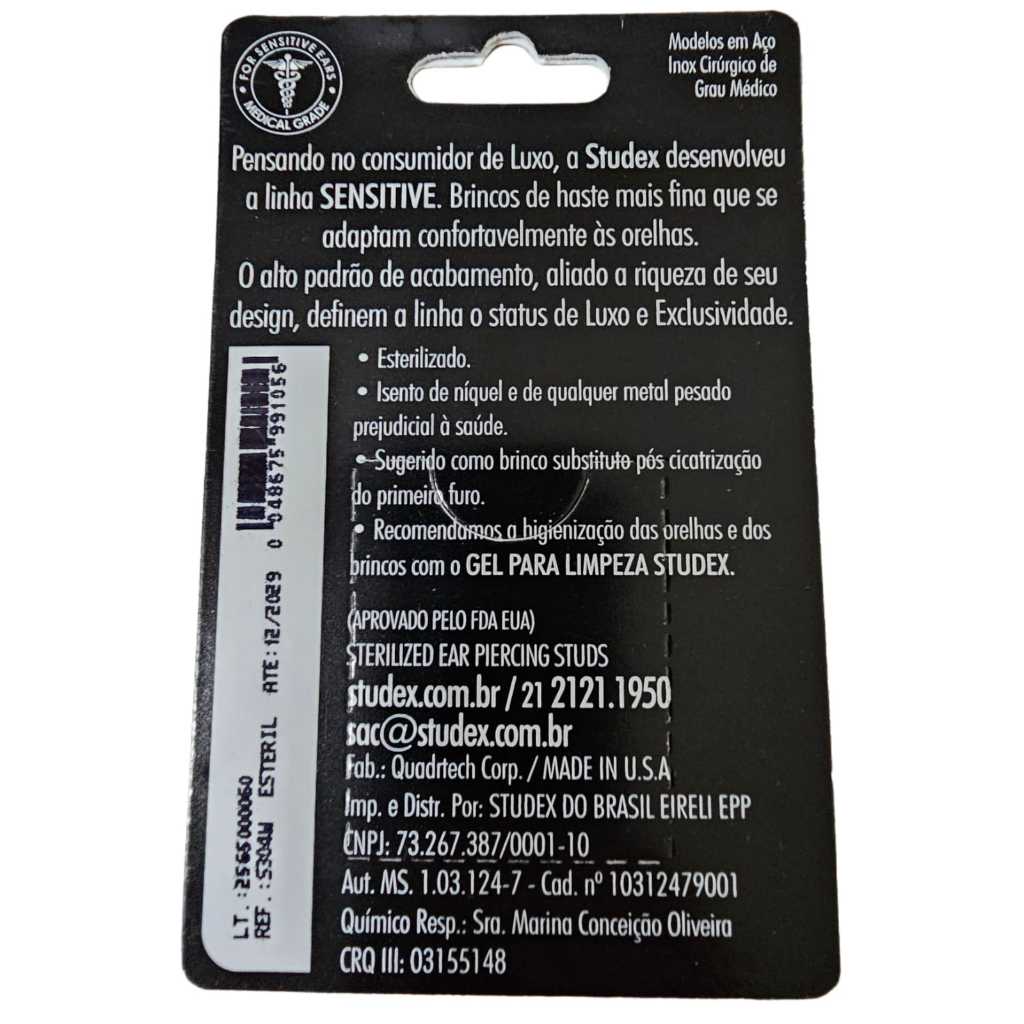 FOR SENSITIVE EARS
MEDICAL GRADE
Modelos em Aço
Inox Cirúrgico de
Grau Médico
Pensando no consumidor de Luxo, a Studex desenvolveu
a linha SENSITIVE. Brincos de haste mais fina que se
adaptam confortavelmente às orelhas.
O alto padrão de acabamento, aliado a riqueza de seu
design, definem a linha o status de Luxo e Exclusividade.
• Esterilizado.
• Isento de níquel e de qualquer metal pesado
prejudicial à saúde.
• Sugerido como brinco substituto pós cicatrização
do primeiro furo.
• Recomendamos a higienização das orelhas e dos
brincos com o GEL PARA LIMPEZA STUDEX.
(APROVADO PELO FDA EUA)
STERILIZED EAR PIERCING STUDS
studex.com.br / 21 2121.1950
sac@studex.com.br
Fab.: Quadrtech Corp. / MADE IN U.S.A
Imp. e Distr. Por: STUDEX DO BRASIL EIRELI EPP
CNPJ: 73.267.387/0001-10
Aut. MS. 1.03.124-7 - Cad. nº 10312479001
Químico Resp.: Sra. Marina Conceição Oliveira
CRQ III: 03155148
LT.:2565000060
REF.:S304W ESTERIL ATE:12/2029
0 048675 991056